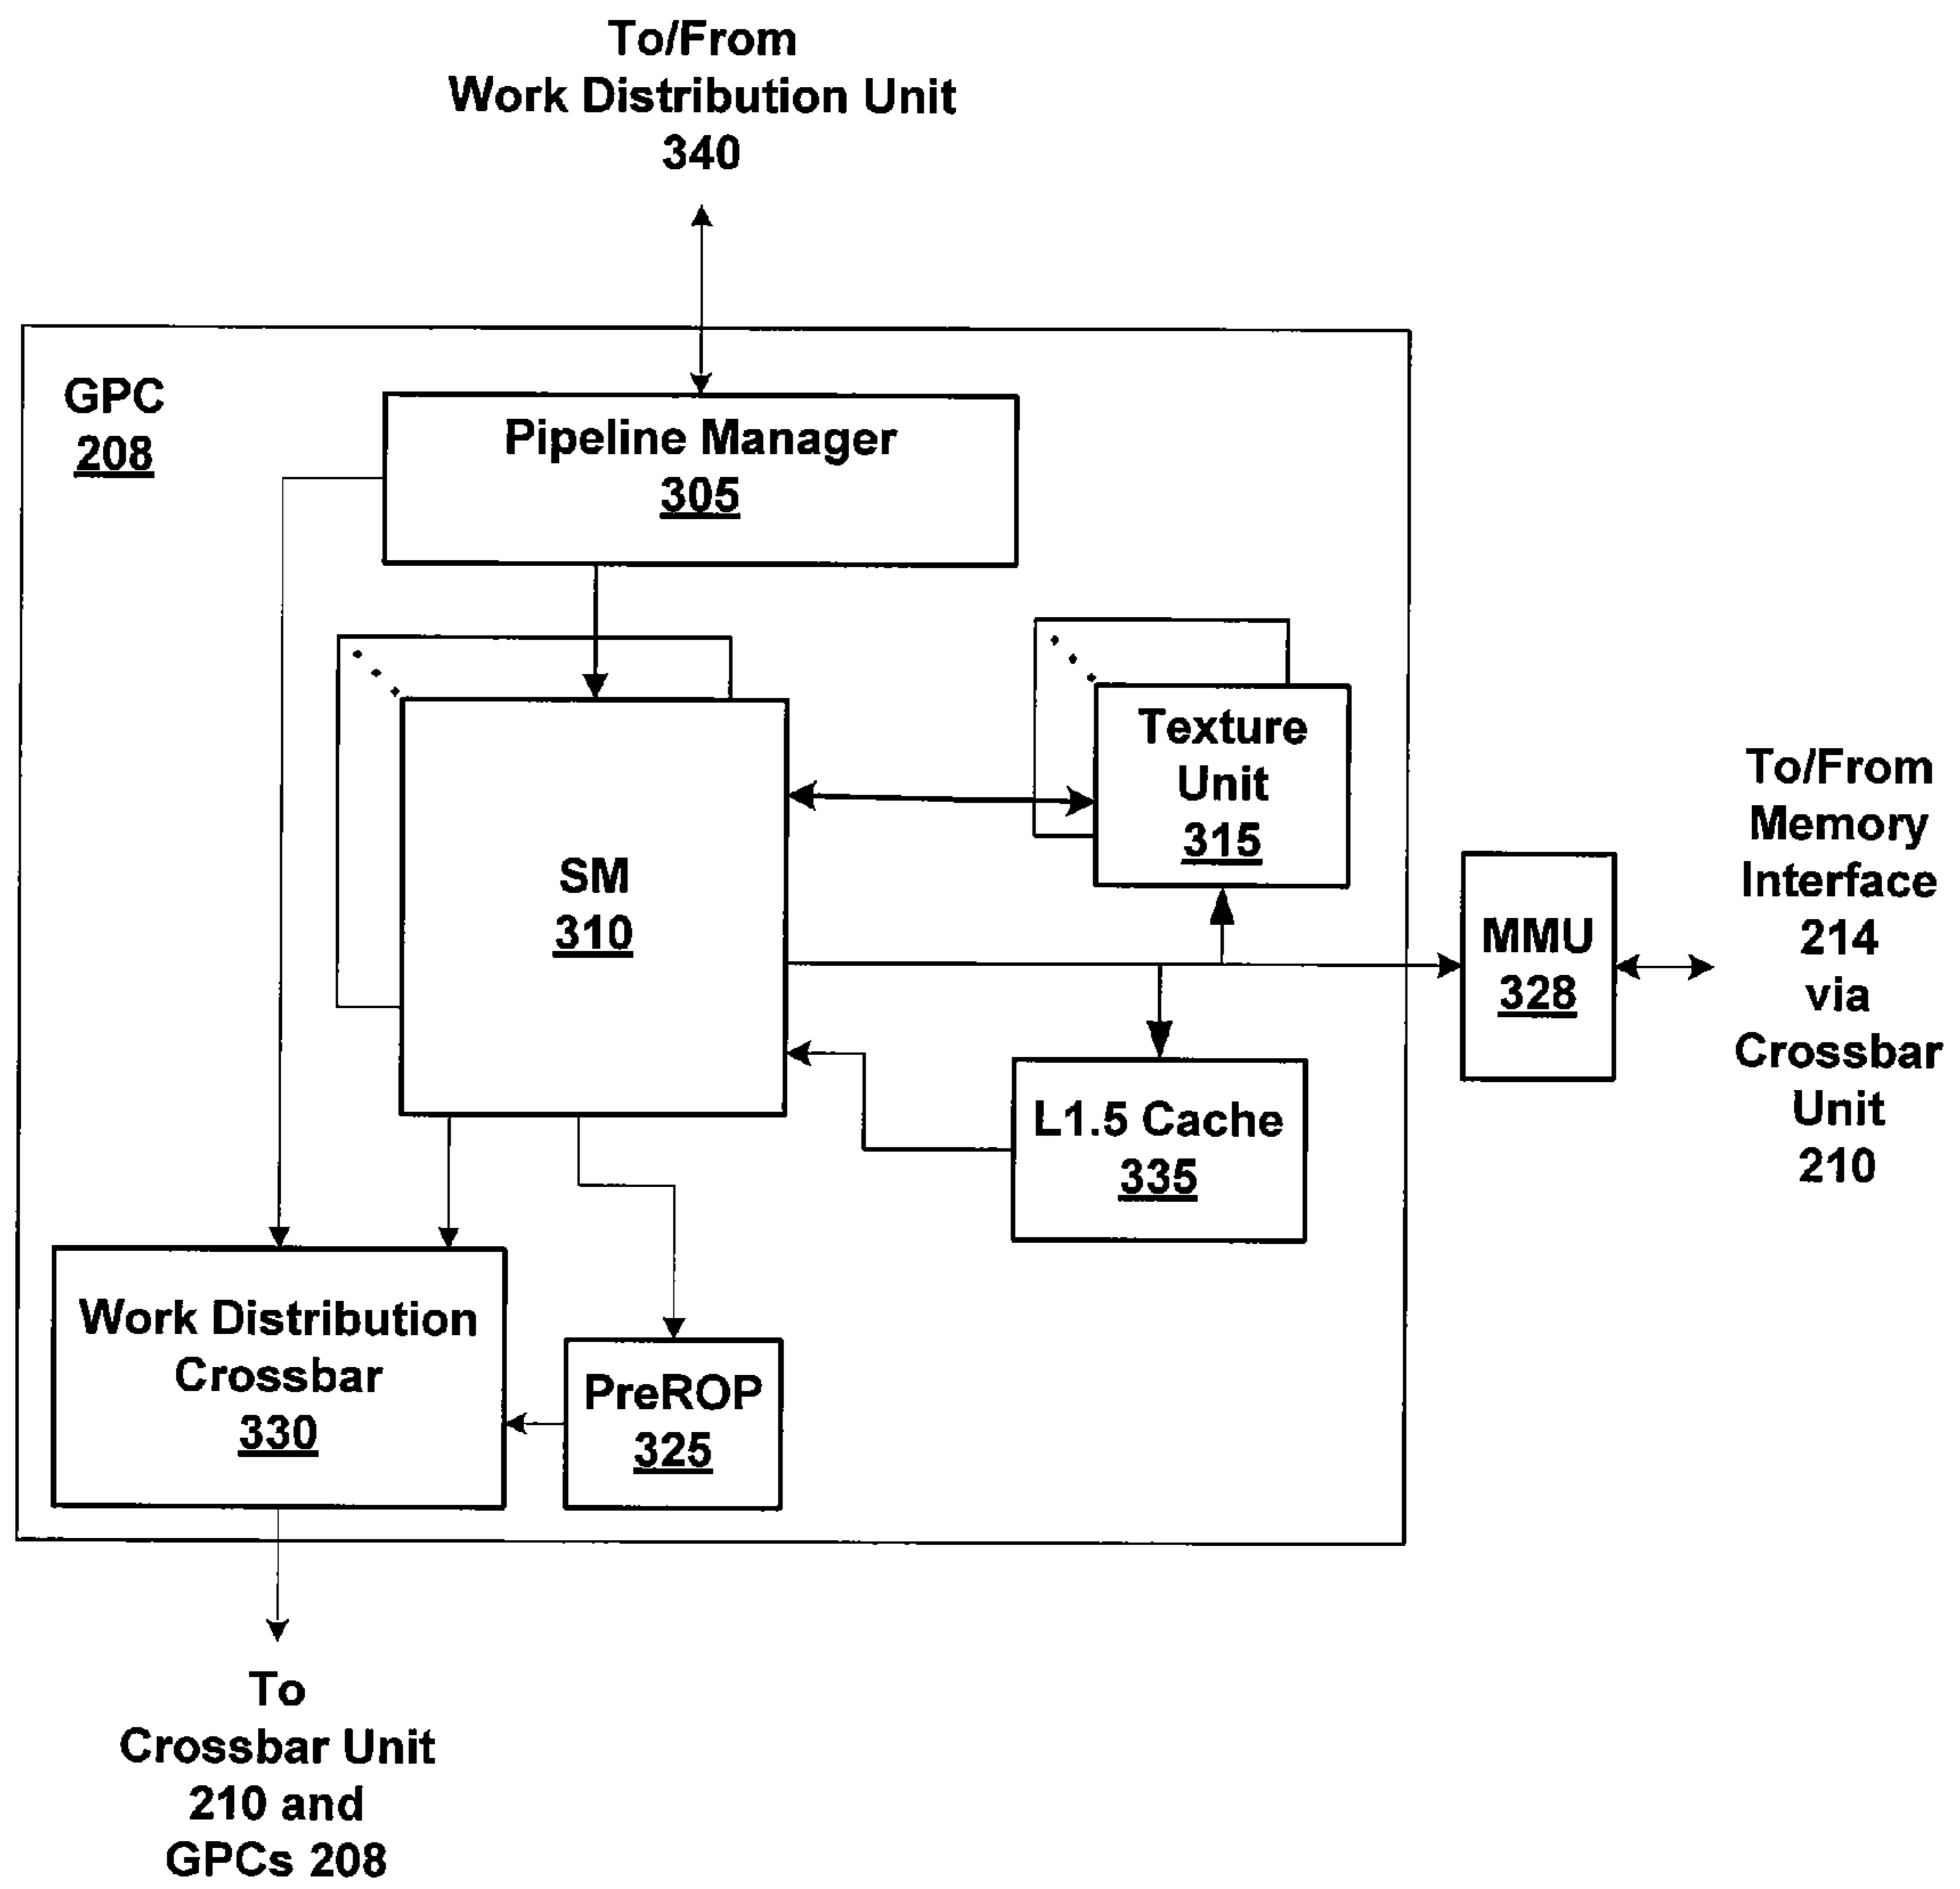 To/From
Work Distribution Unit
340
GPC
208
Pipeline Manager
305
Texture
Unit
315
SM
310
To/From
Memory
Interface
214
via
Crossbar
Unit
210
MMU
328
L1.5 Cache
335
Work Distribution
Crossbar
330
PreROP
325
To
Crossbar Unit
210 and
GPCs 208